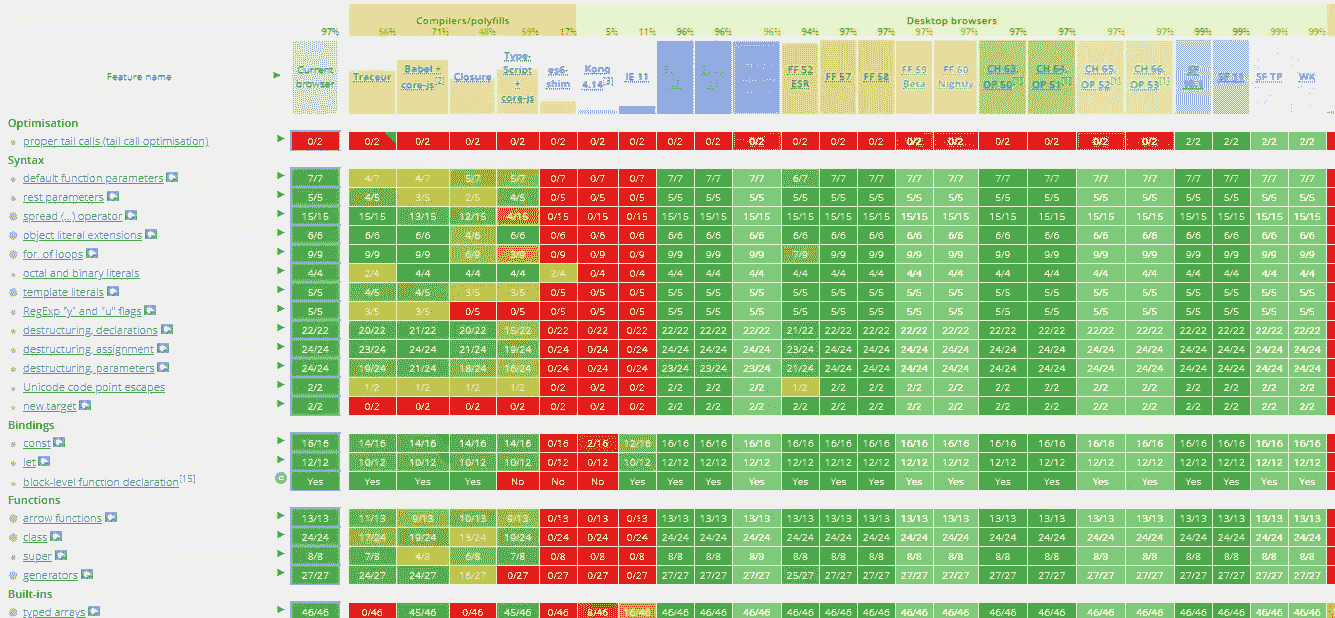 Compilers/polyfills Desktop browsers
97% 56% 71% 48% 59% 17% 5% 11% 96% 96% 96% 94% 97% 97% 97% 97% 97% 97% 97% 97% 99% 99% 99% 99%
Feature name Current browser Traceur Babel + core-js[2] Closure Type-Script + core-js es6-shim Kong 4.14[3] IE 11 FF 52 ESR FF 57 FF 58 FF 59 Beta FF 60 Nightly CH 63, OP 50[1] CH 64, OP 51[1] CH 65, OP 52[1] CH 66, OP 53[1] SF 11 SF TP WK
Optimisation
proper tail calls (tail call optimisation) 0/2 0/2 0/2 0/2 0/2 0/2 0/2 0/2 0/2 0/2 0/2 0/2 0/2 0/2 0/2 0/2 0/2 0/2 0/2 0/2 2/2 2/2 2/2 2/2
Syntax
default function parameters 7/7 4/7 4/7 5/7 5/7 0/7 0/7 0/7 7/7 7/7 7/7 6/7 7/7 7/7 7/7 7/7 7/7 7/7 7/7 7/7 7/7 7/7 7/7 7/7
rest parameters 5/5 4/5 3/5 2/5 4/5 0/5 0/5 0/5 5/5 5/5 5/5 5/5 5/5 5/5 5/5 5/5 5/5 5/5 5/5 5/5 5/5 5/5 5/5 5/5
spread (...) operator 15/15 15/15 13/15 12/15 4/15 0/15 0/15 0/15 15/15 15/15 15/15 15/15 15/15 15/15 15/15 15/15 15/15 15/15 15/15 15/15 15/15 15/15 15/15 15/15
object literal extensions 6/6 6/6 6/6 4/6 6/6 0/6 0/6 0/6 6/6 6/6 6/6 6/6 6/6 6/6 6/6 6/6 6/6 6/6 6/6 6/6 6/6 6/6 6/6 6/6
for..of loops 9/9 9/9 9/9 6/9 3/9 0/9 0/9 0/9 9/9 9/9 9/9 7/9 9/9 9/9 9/9 9/9 9/9 9/9 9/9 9/9 9/9 9/9 9/9 9/9
octal and binary literals 4/4 2/4 4/4 4/4 4/4 2/4 0/4 0/4 4/4 4/4 4/4 4/4 4/4 4/4 4/4 4/4 4/4 4/4 4/4 4/4 4/4 4/4 4/4 4/4
template literals 5/5 4/5 4/5 3/5 3/5 0/5 0/5 0/5 5/5 5/5 5/5 5/5 5/5 5/5 5/5 5/5 5/5 5/5 5/5 5/5 5/5 5/5 5/5 5/5
RegExp "y" and "u" flags 5/5 3/5 3/5 0/5 0/5 0/5 0/5 0/5 5/5 5/5 5/5 5/5 5/5 5/5 5/5 5/5 5/5 5/5 5/5 5/5 5/5 5/5 5/5 5/5
destructuring, declarations 22/22 20/22 21/22 20/22 15/22 0/22 0/22 0/22 22/22 22/22 22/22 21/22 22/22 22/22 22/22 22/22 22/22 22/22 22/22 22/22 22/22 22/22 22/22 22/22
destructuring, assignment 24/24 23/24 24/24 21/24 19/24 0/24 0/24 0/24 24/24 24/24 24/24 23/24 24/24 24/24 24/24 24/24 24/24 24/24 24/24 24/24 24/24 24/24 24/24 24/24
destructuring, parameters 24/24 19/24 21/24 18/24 16/24 0/24 0/24 0/24 23/24 23/24 23/24 21/24 24/24 24/24 24/24 24/24 24/24 24/24 24/24 24/24 24/24 24/24 24/24 24/24
Unicode code point escapes 2/2 1/2 1/2 1/2 1/2 0/2 0/2 0/2 2/2 2/2 2/2 1/2 2/2 2/2 2/2 2/2 2/2 2/2 2/2 2/2 2/2 2/2 2/2 2/2
new.target 2/2 0/2 0/2 0/2 0/2 0/2 0/2 0/2 2/2 2/2 2/2 2/2 2/2 2/2 2/2 2/2 2/2 2/2 2/2 2/2 2/2 2/2 2/2 2/2
Bindings
const 16/16 14/16 14/16 14/16 14/16 0/16 2/16 12/16 16/16 16/16 16/16 16/16 16/16 16/16 16/16 16/16 16/16 16/16 16/16 16/16 16/16 16/16 16/16 16/16
let 12/12 10/12 10/12 10/12 10/12 0/12 0/12 10/12 12/12 12/12 12/12 12/12 12/12 12/12 12/12 12/12 12/12 12/12 12/12 12/12 12/12 12/12 12/12 12/12
block-level function declaration[15] Yes Yes Yes Yes No No No Yes Yes Yes Yes Yes Yes Yes Yes Yes Yes Yes Yes Yes Yes Yes Yes Yes
Functions
arrow functions 13/13 11/13 9/13 10/13 9/13 0/13 0/13 0/13 13/13 13/13 13/13 13/13 13/13 13/13 13/13 13/13 13/13 13/13 13/13 13/13 13/13 13/13 13/13 13/13
class 24/24 17/24 19/24 13/24 19/24 0/24 0/24 0/24 24/24 24/24 24/24 24/24 24/24 24/24 24/24 24/24 24/24 24/24 24/24 24/24 24/24 24/24 24/24 24/24
super 8/8 7/8 4/8 6/8 7/8 0/8 0/8 0/8 8/8 8/8 8/8 8/8 8/8 8/8 8/8 8/8 8/8 8/8 8/8 8/8 8/8 8/8 8/8 8/8
generators 27/27 24/27 24/27 16/27 0/27 0/27 0/27 0/27 27/27 27/27 27/27 25/27 27/27 27/27 27/27 27/27 27/27 27/27 27/27 27/27 27/27 27/27 27/27 27/27
Built-ins
typed arrays 46/46 0/46 45/46 0/46 45/46 0/46 8/46 46/46 46/46 46/46 46/46 46/46 46/46 46/46 46/46 46/46 46/46 46/46 46/46 46/46 46/46 46/46 46/46